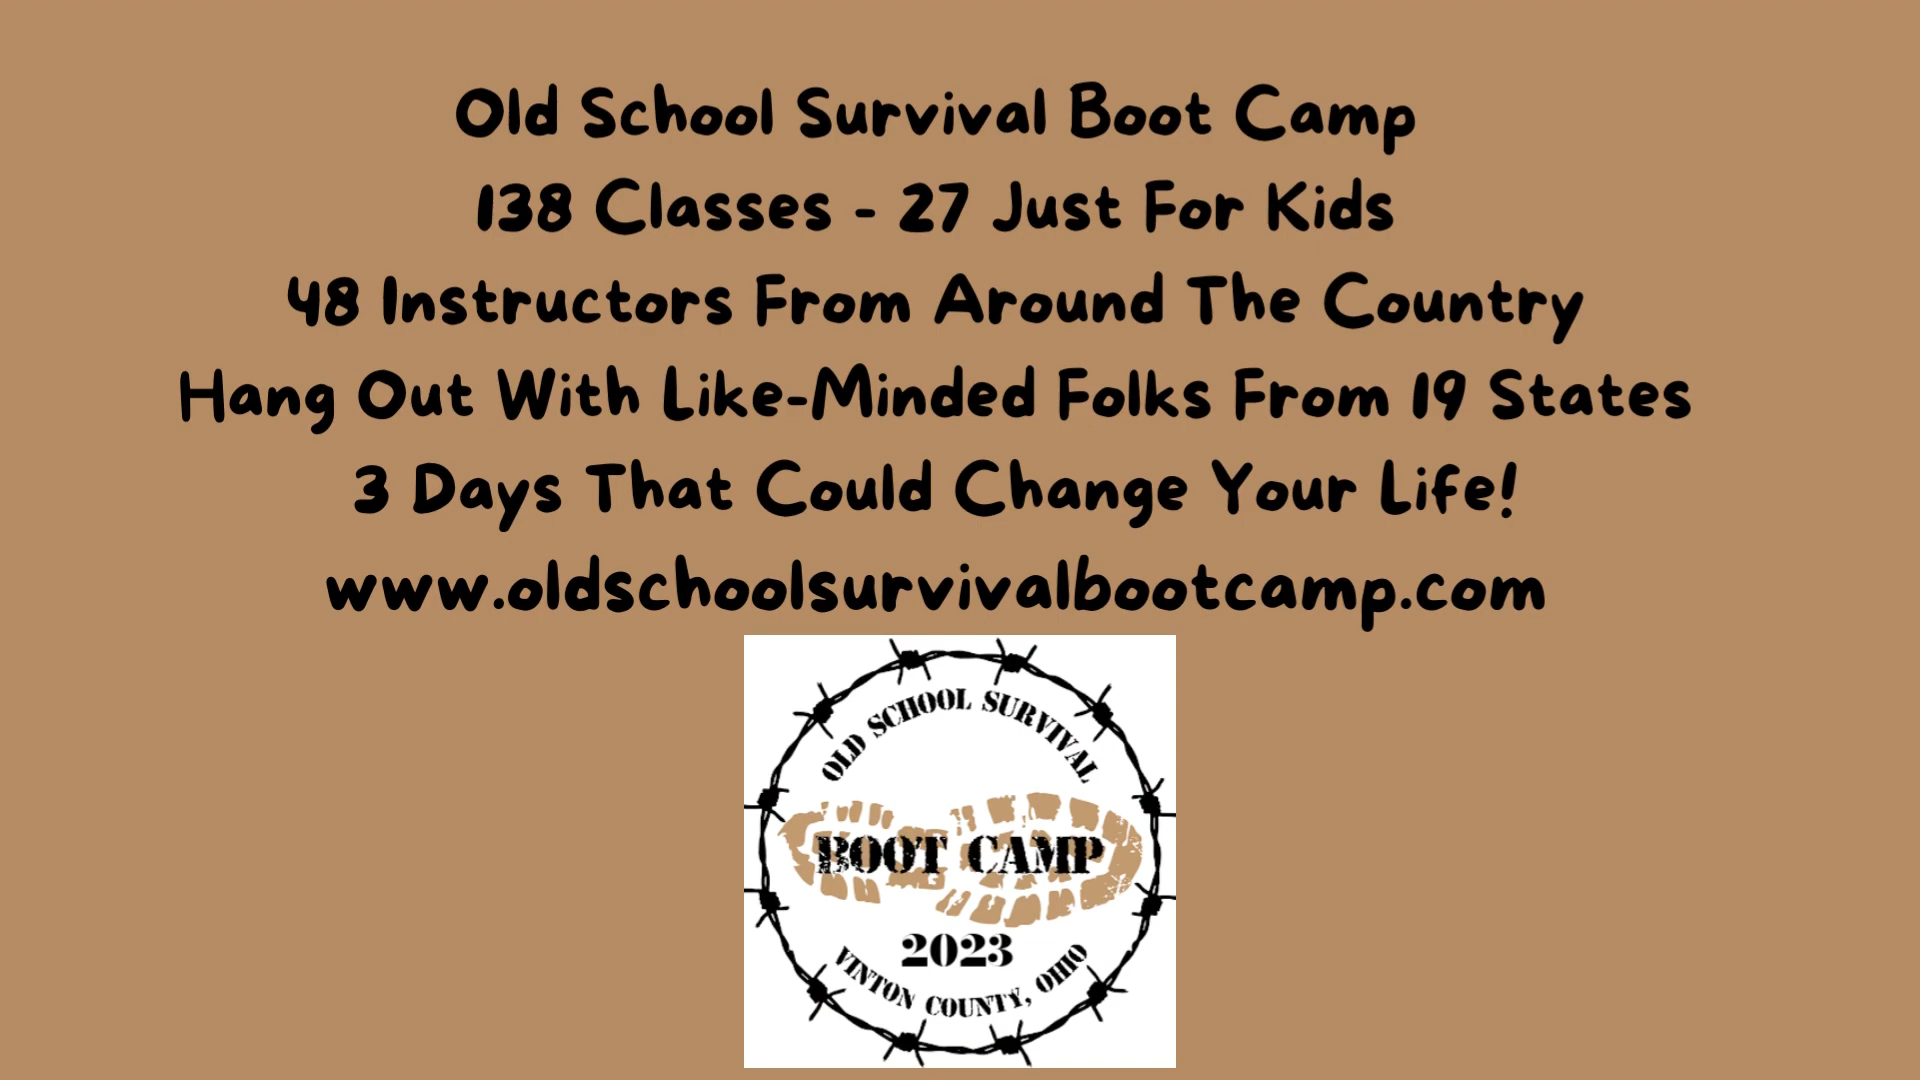 Old School Survival Boot Camp
138 Classes - 27 Just For Kids
48 Instructors From Around The Country
Hang Out With Like-Minded Folks From 19 States
3 Days That Could Change Your Life!
www.oldschoolsurvivalbootcamp.com
OLD SCHOOL SURVIVAL
BOOT CAMP
2023
VINTON COUNTY, OHIO